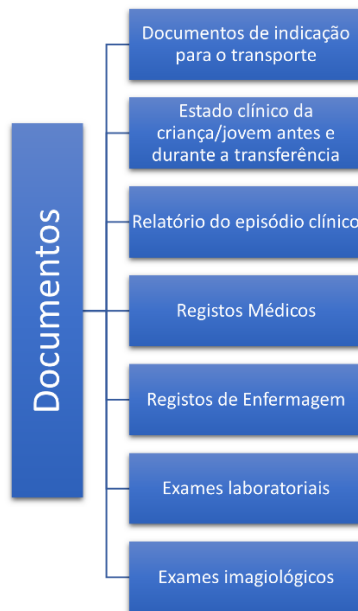 Documentos
Documentos de indicação
para o transporte
Estado clínico da
criança/jovem antes e
durante a transferência
Relatório do episódio clínico
Registos Médicos
Registos de Enfermagem
Exames laboratoriais
Exames imagiológicos